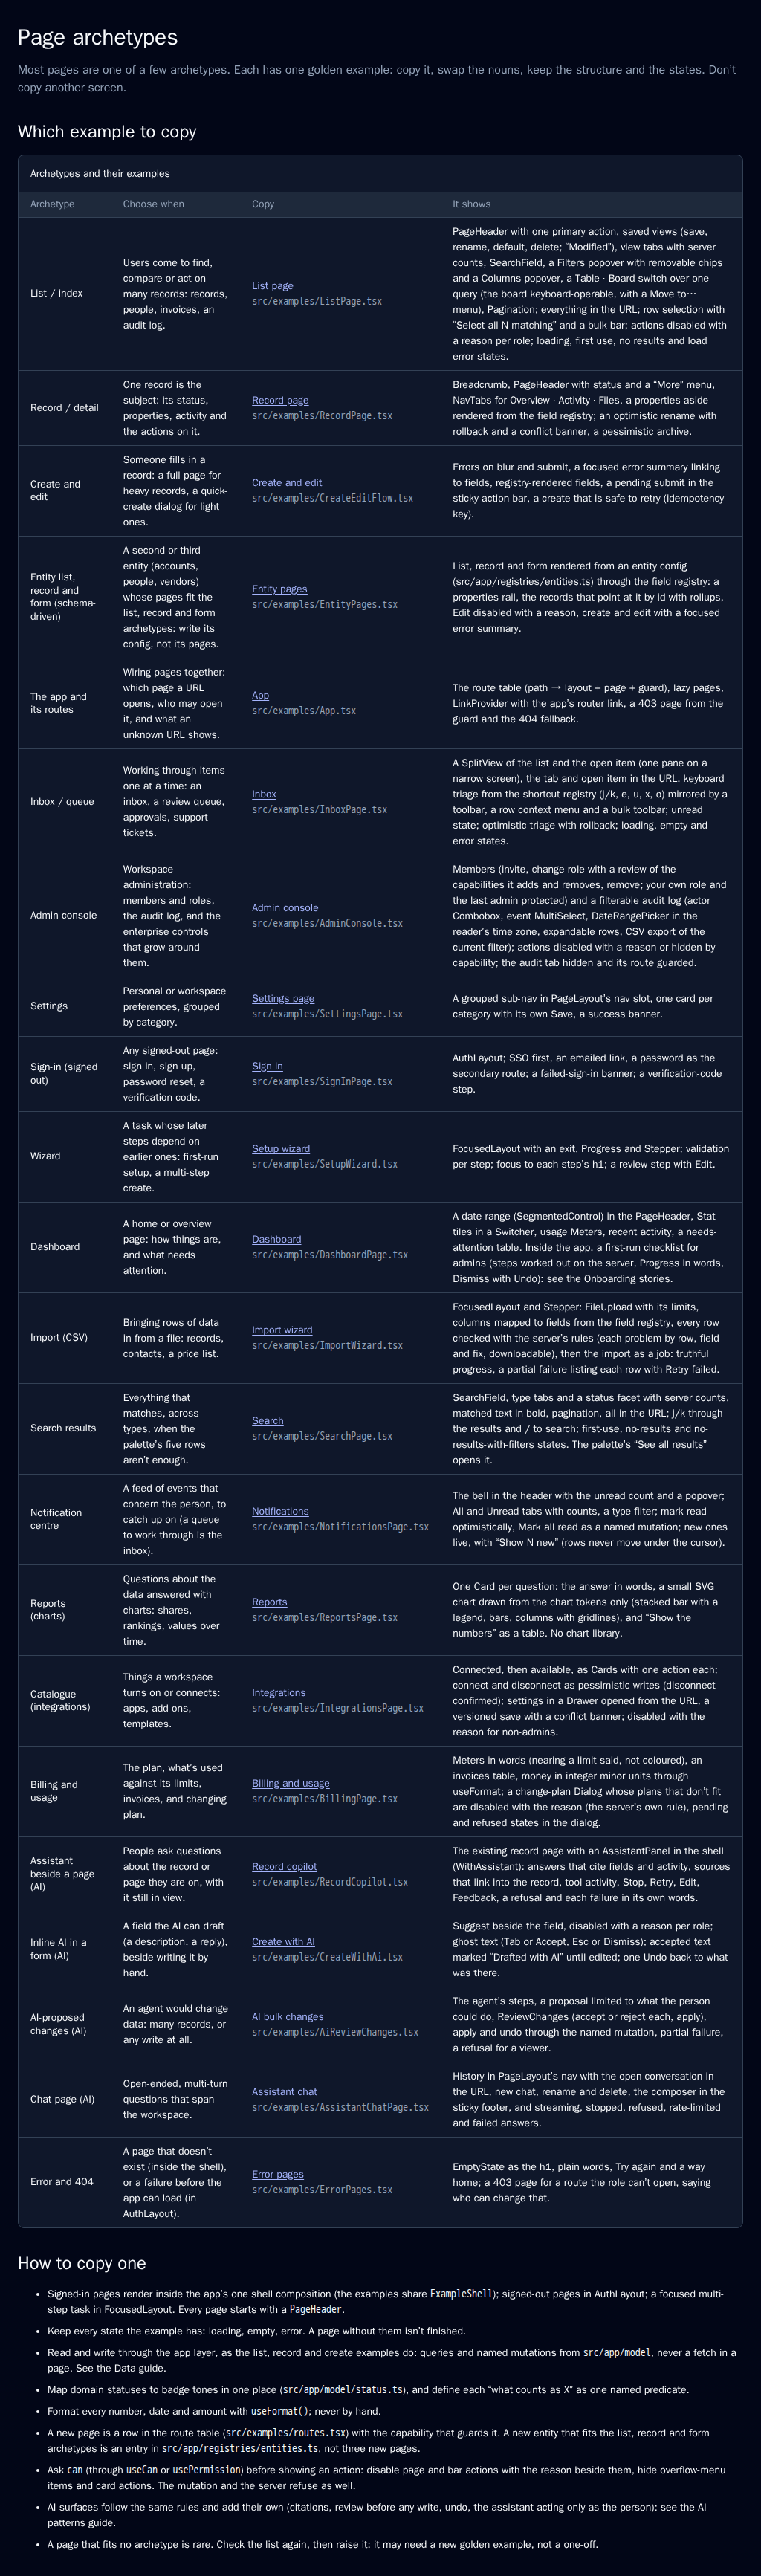 Page archetypes
Most pages are one of a few archetypes. Each has one golden example: copy it, swap the nouns, keep the structure and the states. Don't
copy another screen.
Which example to copy
Archetypes and their examples
Archetype
Choose when
Copy
It shows
List / index
Users come to find,
compare or act on
many records: records,
people, invoices, an
audit log.
List page
src/examples/ListPage.tsx
PageHeader with one primary action, saved views (save,
rename, default, delete; "Modified"), view tabs with server
counts, SearchField, a Filters popover with removable chips
and a Columns popover, a Table · Board switch over one
query (the board keyboard-operable, with a Move to…
menu), Pagination; everything in the URL; row selection with
"Select all N matching" and a bulk bar; actions disabled with
a reason per role; loading, first use, no results and load
error states.
Record / detail
One record is the
subject: its status,
properties, activity and
the actions on it.
Record page
src/examples/RecordPage.tsx
Breadcrumb, PageHeader with status and a "More" menu,
NavTabs for Overview · Activity · Files, a properties aside
rendered from the field registry; an optimistic rename with
rollback and a conflict banner, a pessimistic archive.
Create and
edit
Someone fills in a
record: a full page for
heavy records, a quick-
create dialog for light
ones.
Create and edit
src/examples/CreateEditFlow.tsx
Errors on blur and submit, a focused error summary linking
to fields, registry-rendered fields, a pending submit in the
sticky action bar, a create that is safe to retry (idempotency
key).
Entity list,
record and
form (schema-
driven)
A second or third
entity (accounts,
people, vendors)
whose pages fit the
list, record and form
archetypes: write its
config, not its pages.
Entity pages
src/examples/EntityPages.tsx
List, record and form rendered from an entity config
(src/app/registries/entities.ts) through the field registry: a
properties rail, the records that point at it by id with rollups,
Edit disabled with a reason, create and edit with a focused
error summary.
The app and
its routes
Wiring pages together:
which page a URL
opens, who may open
it, and what an
unknown URL shows.
App
src/examples/App.tsx
The route table (path → layout + page + guard), lazy pages,
LinkProvider with the app's router link, a 403 page from the
guard and the 404 fallback.
Inbox / queue
Working through items
one at a time: an
inbox, a review queue,
approvals, support
tickets.
Inbox
src/examples/InboxPage.tsx
A SplitView of the list and the open item (one pane on a
narrow screen), the tab and open item in the URL, keyboard
triage from the shortcut registry (j/k, e, u, x, o) mirrored by a
toolbar, a row context menu and a bulk toolbar; unread
state; optimistic triage with rollback; loading, empty and
error states.
Admin console
Workspace
administration:
members and roles,
the audit log, and the
enterprise controls
that grow around
them.
Admin console
src/examples/AdminConsole.tsx
Members (invite, change role with a review of the
capabilities it adds and removes, remove; your own role and
the last admin protected) and a filterable audit log (actor
Combobox, event MultiSelect, DateRangePicker in the
reader's time zone, expandable rows, CSV export of the
current filter); actions disabled with a reason or hidden by
capability; the audit tab hidden and its route guarded.
Settings
Personal or workspace
preferences, grouped
by category.
Settings page
src/examples/SettingsPage.tsx
A grouped sub-nav in PageLayout's nav slot, one card per
category with its own Save, a success banner.
Sign-in (signed
out)
Any signed-out page:
sign-in, sign-up,
password reset, a
verification code.
Sign in
src/examples/SignInPage.tsx
AuthLayout; SSO first, an emailed link, a password as the
secondary route; a failed-sign-in banner; a verification-code
step.
Wizard
A task whose later
steps depend on
earlier ones: first-run
setup, a multi-step
create.
Setup wizard
src/examples/SetupWizard.tsx
FocusedLayout with an exit, Progress and Stepper; validation
per step; focus to each step's h1; a review step with Edit.
Dashboard
A home or overview
page: how things are,
and what needs
attention.
Dashboard
src/examples/DashboardPage.tsx
A date range (SegmentedControl) in the PageHeader, Stat
tiles in a Switcher, usage Meters, recent activity, a needs-
attention table. Inside the app, a first-run checklist for
admins (steps worked out on the server, Progress in words,
Dismiss with Undo): see the Onboarding stories.
Import (CSV)
Bringing rows of data
in from a file: records,
contacts, a price list.
Import wizard
src/examples/ImportWizard.tsx
FocusedLayout and Stepper: FileUpload with its limits,
columns mapped to fields from the field registry, every row
checked with the server's rules (each problem by row, field
and fix, downloadable), then the import as a job: truthful
progress, a partial failure listing each row with Retry failed.
Search results
Everything that
matches, across
types, when the
palette's five rows
aren't enough.
Search
src/examples/SearchPage.tsx
SearchField, type tabs and a status facet with server counts,
matched text in bold, pagination, all in the URL; j/k through
the results and / to search; first-use, no-results and no-
results-with-filters states. The palette's "See all results"
opens it.
Notification
centre
A feed of events that
concern the person, to
catch up on (a queue
to work through is the
inbox).
Notifications
src/examples/NotificationsPage.tsx
The bell in the header with the unread count and a popover;
All and Unread tabs with counts, a type filter; mark read
optimistically, Mark all read as a named mutation; new ones
live, with "Show N new" (rows never move under the cursor).
Reports
(charts)
Questions about the
data answered with
charts: shares,
rankings, values over
time.
Reports
src/examples/ReportsPage.tsx
One Card per question: the answer in words, a small SVG
chart drawn from the chart tokens only (stacked bar with a
legend, bars, columns with gridlines), and "Show the
numbers" as a table. No chart library.
Catalogue
(integrations)
Things a workspace
turns on or connects:
apps, add-ons,
templates.
Integrations
src/examples/IntegrationsPage.tsx
Connected, then available, as Cards with one action each;
connect and disconnect as pessimistic writes (disconnect
confirmed); settings in a Drawer opened from the URL, a
versioned save with a conflict banner; disabled with the
reason for non-admins.
Billing and
usage
The plan, what's used
against its limits,
invoices, and changing
plan.
Billing and usage
src/examples/BillingPage.tsx
Meters in words (nearing a limit said, not coloured), an
invoices table, money in integer minor units through
useFormat; a change-plan Dialog whose plans that don't fit
are disabled with the reason (the server's own rule), pending
and refused states in the dialog.
Assistant
beside a page
(AI)
People ask questions
about the record or
page they are on, with
it still in view.
Record copilot
src/examples/RecordCopilot.tsx
The existing record page with an AssistantPanel in the shell
(WithAssistant): answers that cite fields and activity, sources
that link into the record, tool activity, Stop, Retry, Edit,
Feedback, a refusal and each failure in its own words.
Inline AI in a
form (AI)
A field the AI can draft
(a description, a reply),
beside writing it by
hand.
Create with AI
src/examples/CreateWithAi.tsx
Suggest beside the field, disabled with a reason per role;
ghost text (Tab or Accept, Esc or Dismiss); accepted text
marked "Drafted with AI" until edited; one Undo back to what
was there.
AI-proposed
changes (AI)
An agent would change
data: many records, or
any write at all.
AI bulk changes
src/examples/AiReviewChanges.tsx
The agent's steps, a proposal limited to what the person
could do, ReviewChanges (accept or reject each, apply),
apply and undo through the named mutation, partial failure,
a refusal for a viewer.
Chat page (AI)
Open-ended, multi-turn
questions that span
the workspace.
Assistant chat
src/examples/AssistantChatPage.tsx
History in PageLayout's nav with the open conversation in
the URL, new chat, rename and delete, the composer in the
sticky footer, and streaming, stopped, refused, rate-limited
and failed answers.
Error and 404
A page that doesn't
exist (inside the shell),
or a failure before the
app can load (in
AuthLayout).
Error pages
src/examples/ErrorPages.tsx
EmptyState as the h1, plain words, Try again and a way
home; a 403 page for a route the role can't open, saying
who can change that.
How to copy one
• Signed-in pages render inside the app's one shell composition (the examples share ExampleShell); signed-out pages in AuthLayout; a focused multi-
step task in FocusedLayout. Every page starts with a PageHeader.
• Keep every state the example has: loading, empty, error. A page without them isn't finished.
• Read and write through the app layer, as the list, record and create examples do: queries and named mutations from src/app/model, never a fetch in a
page. See the Data guide.
• Map domain statuses to badge tones in one place (src/app/model/status.ts), and define each "what counts as X" as one named predicate.
• Format every number, date and amount with useFormat(); never by hand.
• A new page is a row in the route table (src/examples/routes.tsx) with the capability that guards it. A new entity that fits the list, record and form
archetypes is an entry in src/app/registries/entities.ts, not three new pages.
• Ask can (through useCan or usePermission) before showing an action: disable page and bar actions with the reason beside them, hide overflow-menu
items and card actions. The mutation and the server refuse as well.
• AI surfaces follow the same rules and add their own (citations, review before any write, undo, the assistant acting only as the person): see the AI
patterns guide.
• A page that fits no archetype is rare. Check the list again, then raise it: it may need a new golden example, not a one-off.